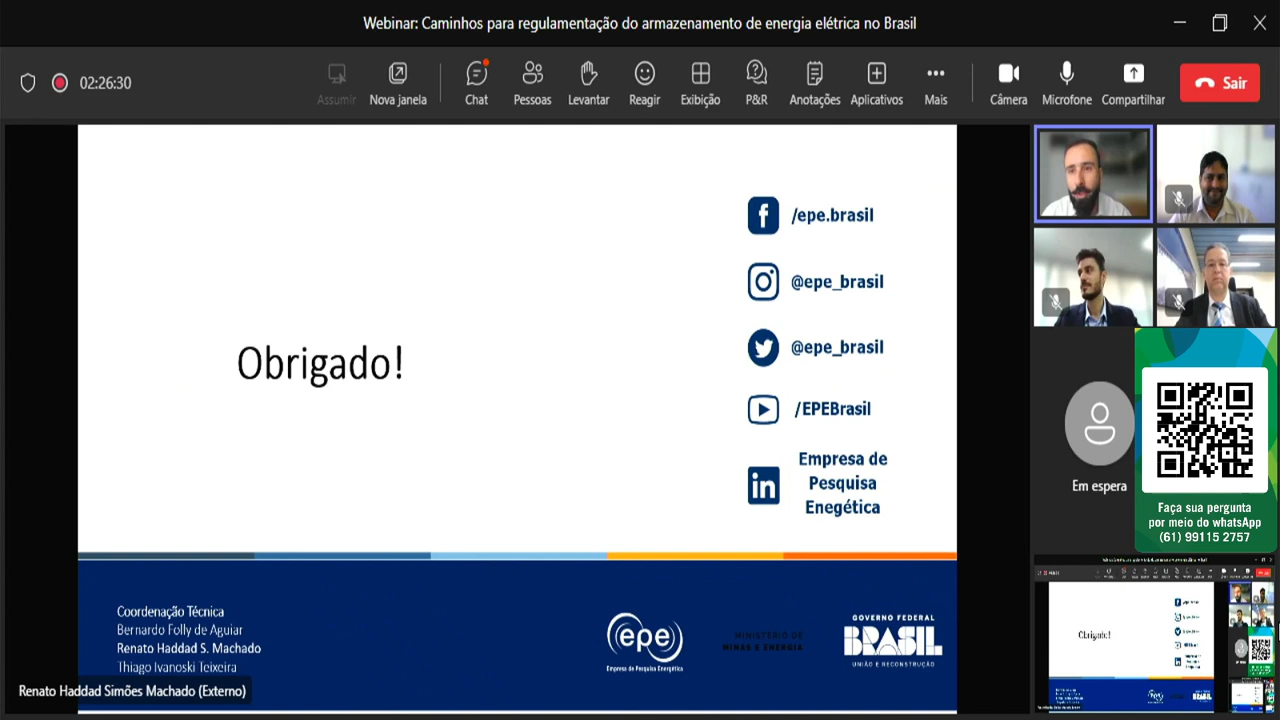 Webinar: Caminhos para regulamentação do armazenamento de energia elétrica no Brasil
02:26:30
Assumir
Nova janela
Chat
Pessoas
Levantar
Reagir
Exibição
P&R
Anotações
Aplicativos
Mais
Câmera
Microfone
Compartilhar
Sair
/epe.brasil
@epe_brasil
@epe_brasil
/EPEBrasil
Empresa de
Pesquisa
Enegética
Obrigado!
Coordenação Técnica
Bernardo Folly de Aguiar
Renato Haddad S. Machado
Thiago Ivanoski Teixeira
epe
Empresa de Pesquisa Energética
MINISTÉRIO DE
MINAS E ENERGIA
GOVERNO FEDERAL
BRASIL
UNIÃO E RECONSTRUÇÃO
Renato Haddad Simões Machado (Externo)
Em espera
Faça sua pergunta
por meio do whatsApp
(61) 99115 2757
Obrigado!